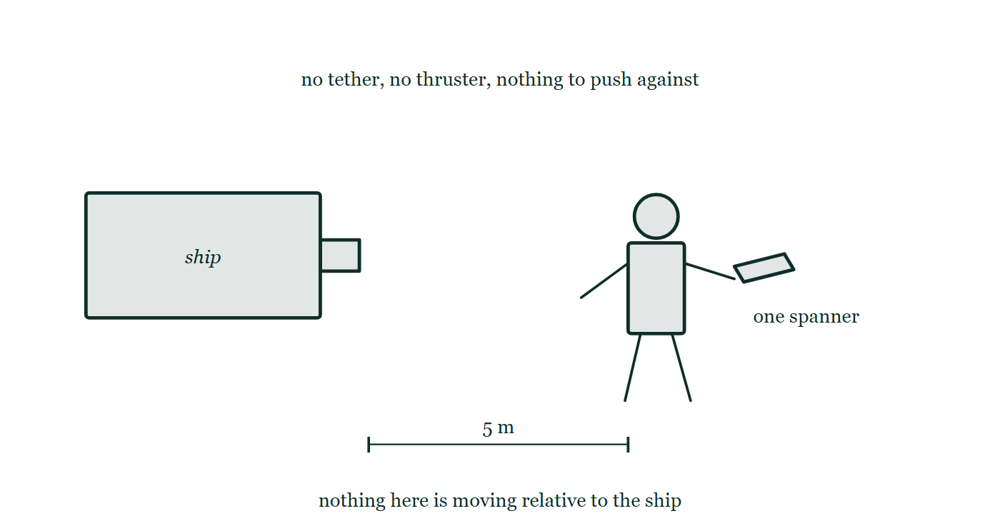 no tether, no thruster, nothing to push against
ship
one spanner
5 m
nothing here is moving relative to the ship